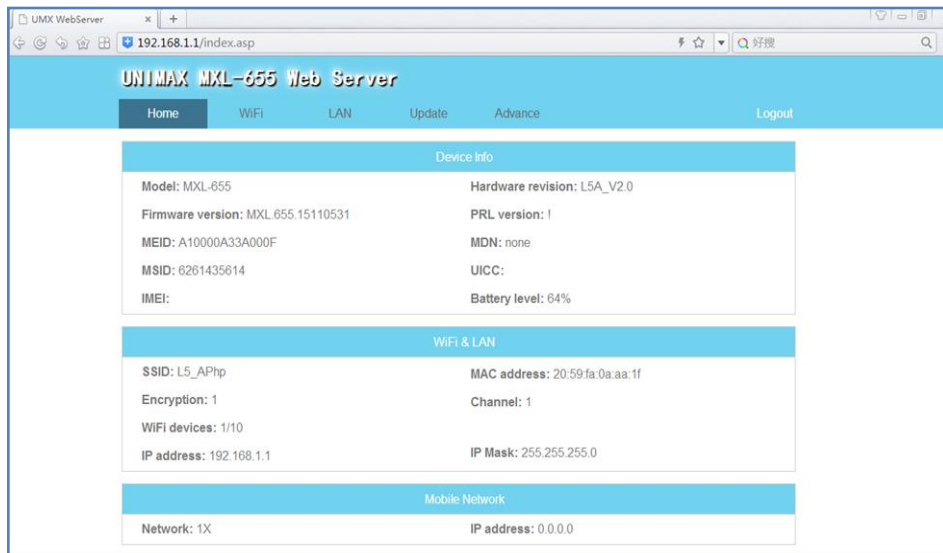 UMX WebServer
192.168.1.1/index.asp
好搜
UNIMAX MXL-655 Web Server
Home WiFi LAN Update Advance Logout
Device Info
Model: MXL-655 Hardware revision: L5A_V2.0
Firmware version: MXL.655.15110531 PRL version: !
MEID: A10000A33A000F MDN: none
MSID: 6261435614 UICC:
IMEI: Battery level: 64%
WiFi & LAN
SSID: L5_APhp MAC address: 20:59:fa:0a:aa:1f
Encryption: 1 Channel: 1
WiFi devices: 1/10
IP address: 192.168.1.1 IP Mask: 255.255.255.0
Mobile Network
Network: 1X IP address: 0.0.0.0